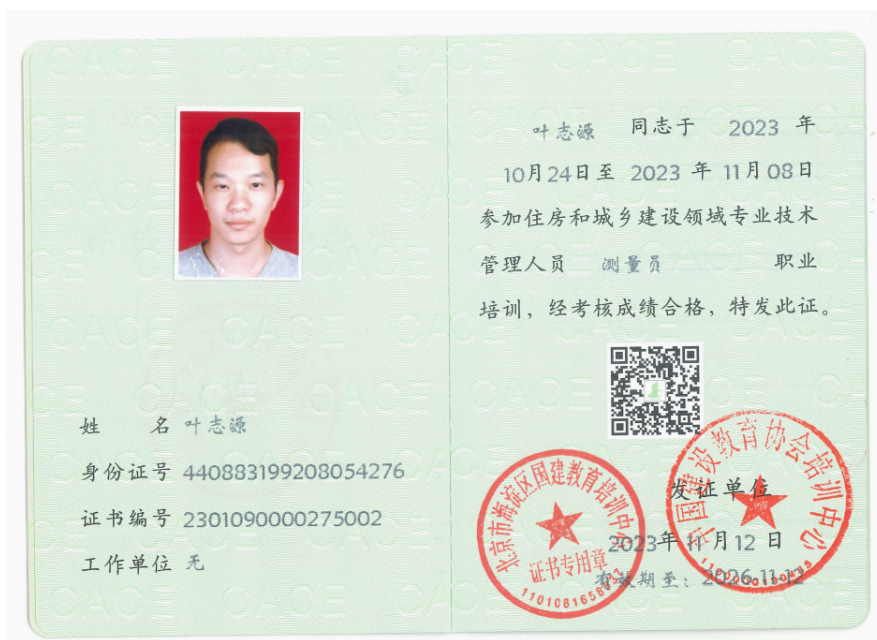 叶志源 同志于 2023 年
10月24日至 2023 年 11月08日
参加住房和城乡建设领域专业技术
管理人员 测量员 职业
培训，经考核成绩合格，特发此证。
姓 名 叶志源
身份证号 440883199208054276
证书编号 2301090000275002
工作单位 无
发证单位
2023年 11月 12 日
有效期至：2026-11-12
北京市海淀区国建教育培训中心
证书专用章
中国建设教育协会培训中心
CACE